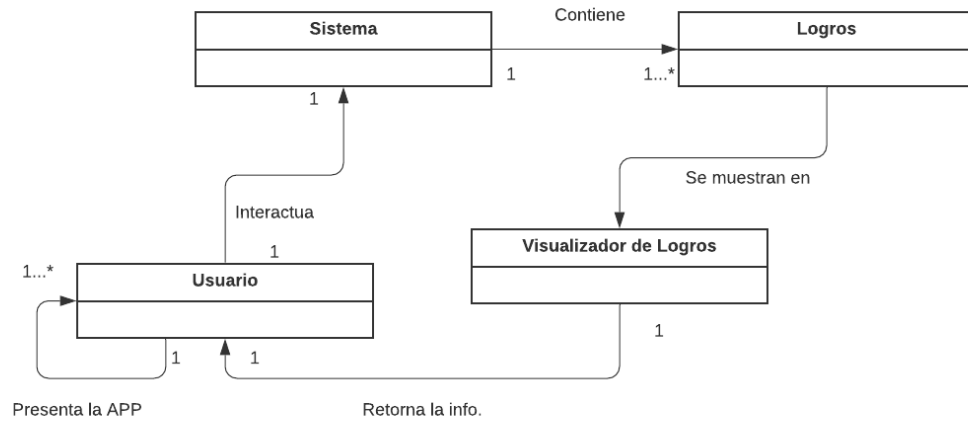 Contiene
Sistema
Logros
1
1...*
1
Se muestran en
Interactua
Visualizador de Logros
1
1...*
Usuario
1
1
1
Presenta la APP
Retorna la info.